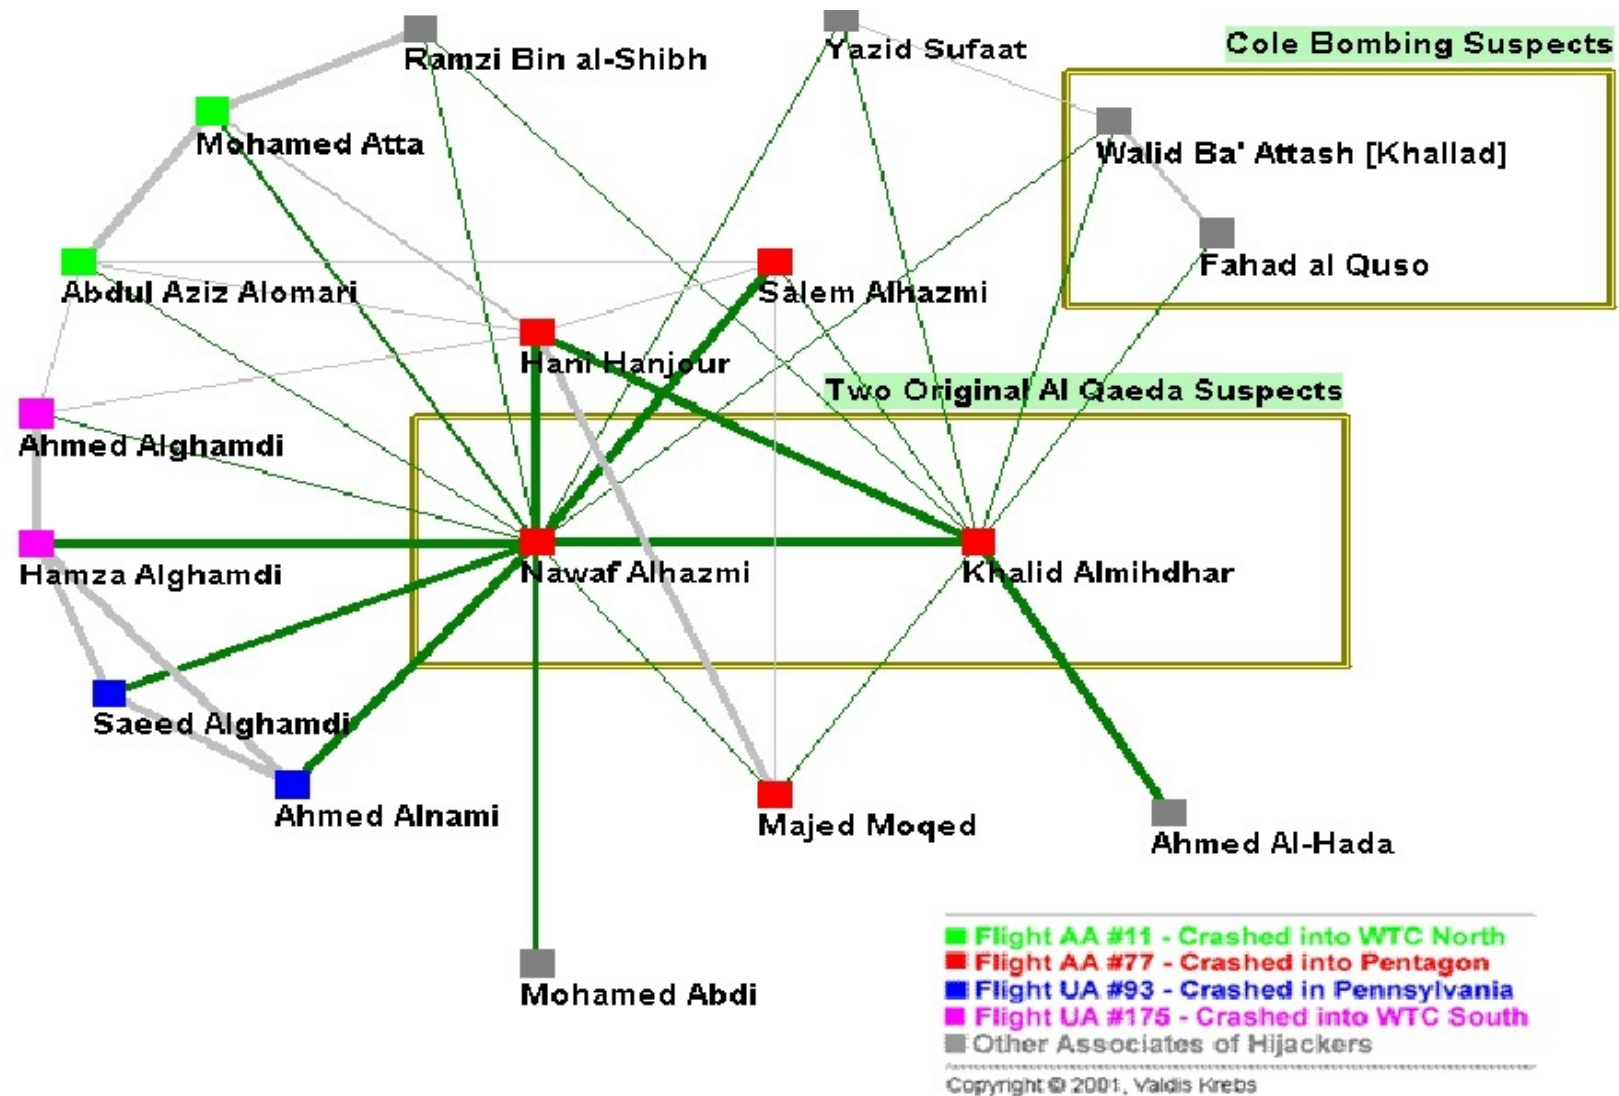 Ramzi Bin al-Shibh
Yazid Sufaat
Cole Bombing Suspects
Mohamed Atta
Walid Ba' Attash [Khallad]
Fahad al Quso
Abdul Aziz Alomari
Salem Alhazmi
Hani Hanjour
Two Original Al Qaeda Suspects
Ahmed Alghamdi
Hamza Alghamdi
Nawaf Alhazmi
Khalid Almihdhar
Saeed Alghamdi
Ahmed Alnami
Majed Moqed
Ahmed Al-Hada
Mohamed Abdi
Flight AA #11 - Crashed into WTC North
Flight AA #77 - Crashed into Pentagon
Flight UA #93 - Crashed in Pennsylvania
Flight UA #175 - Crashed into WTC South
Other Associates of Hijackers
Copyright © 2001, Valdis Krebs